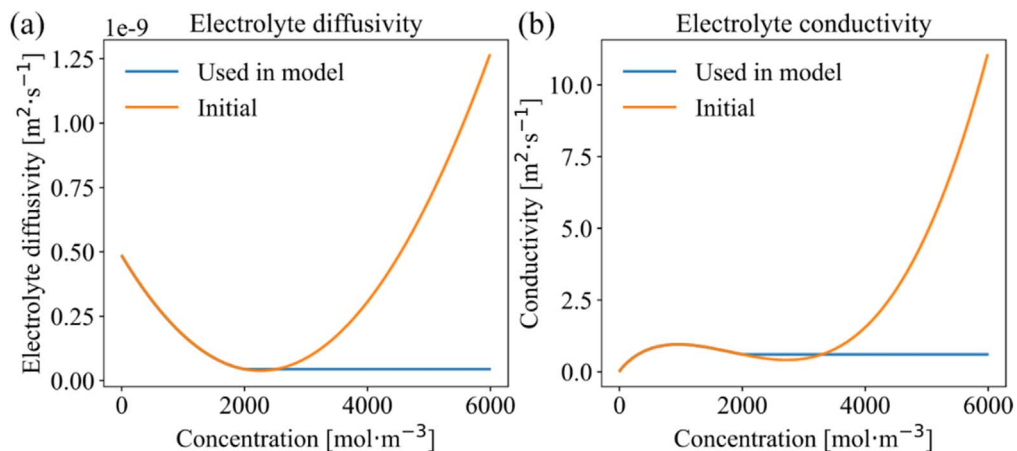 (a)
1e-9
Electrolyte diffusivity
Electrolyte diffusivity [m²·s⁻¹]
1.25
1.00
0.75
0.50
0.25
0.00
Used in model
Initial
0 2000 4000 6000
Concentration [mol·m⁻³]
(b)
Electrolyte conductivity
Conductivity [m²·s⁻¹]
10.0
7.5
5.0
2.5
0.0
Used in model
Initial
0 2000 4000 6000
Concentration [mol·m⁻³]